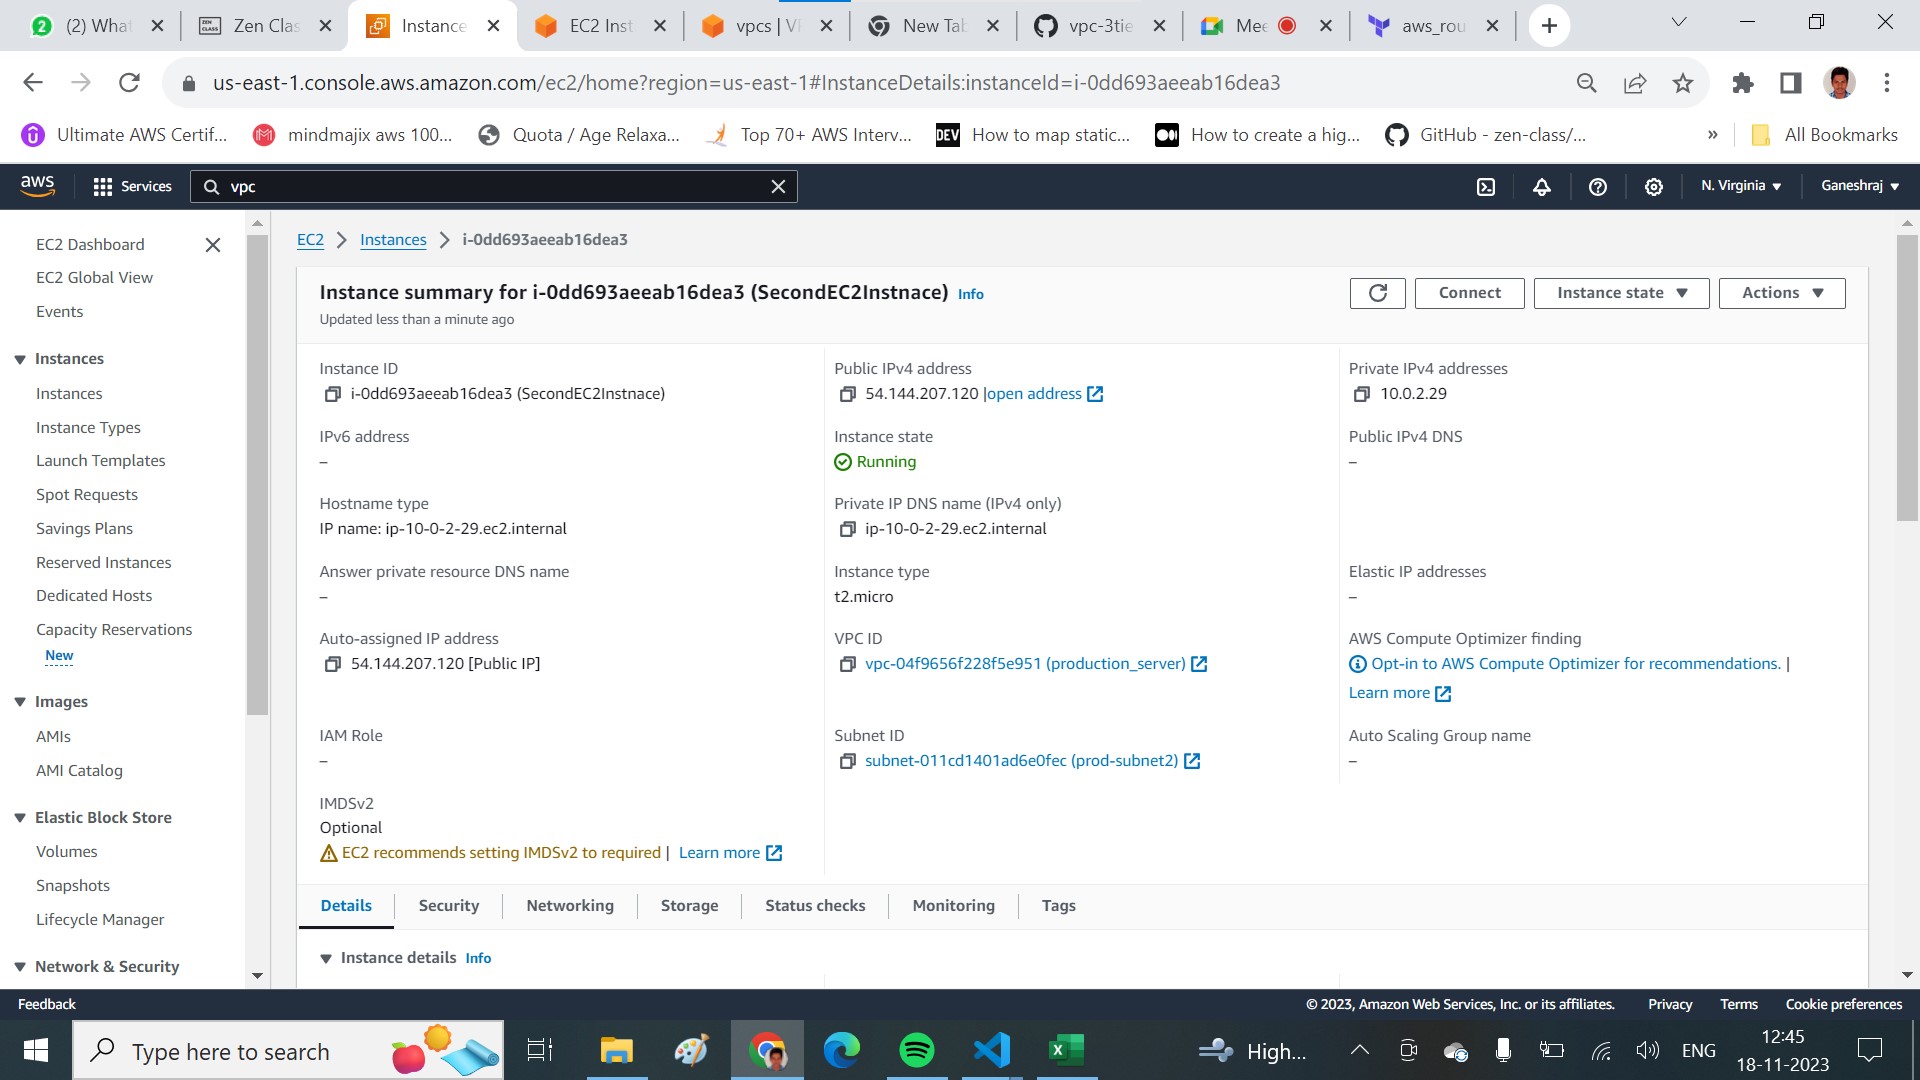 2
(2) What
Zen Clas
Instance
EC2 Inst
vpcs | V
New Tab
vpc-3tie
Mee
aws_rou
us-east-1.console.aws.amazon.com/ec2/home?region=us-east-1#InstanceDetails:instanceId=i-0dd693aeeab16dea3
Ultimate AWS Certif...
mindmajix aws 100...
Quota / Age Relaxa...
Top 70+ AWS Interv...
DEV
How to map static...
How to create a hig...
GitHub - zen-class/...
»
All Bookmarks
aws
Services
vpc
N. Virginia
Ganeshraj
EC2 Dashboard
EC2 Global View
Events
Instances
Instances
Instance Types
Launch Templates
Spot Requests
Savings Plans
Reserved Instances
Dedicated Hosts
Capacity Reservations
New
Images
AMIs
AMI Catalog
Elastic Block Store
Volumes
Snapshots
Lifecycle Manager
Network & Security
EC2 > Instances > i-0dd693aeeab16dea3
Instance summary for i-0dd693aeeab16dea3 (SecondEC2Instnace) Info
Updated less than a minute ago
Connect
Instance state
Actions
Instance ID
i-0dd693aeeab16dea3 (SecondEC2Instnace)
Public IPv4 address
54.144.207.120 |open address
Private IPv4 addresses
10.0.2.29
IPv6 address
–
Instance state
Running
Public IPv4 DNS
–
Hostname type
IP name: ip-10-0-2-29.ec2.internal
Private IP DNS name (IPv4 only)
ip-10-0-2-29.ec2.internal
Answer private resource DNS name
–
Instance type
t2.micro
Elastic IP addresses
–
Auto-assigned IP address
54.144.207.120 [Public IP]
VPC ID
vpc-04f9656f228f5e951 (production_server)
AWS Compute Optimizer finding
Opt-in to AWS Compute Optimizer for recommendations. |
Learn more
IAM Role
–
Subnet ID
subnet-011cd1401ad6e0fec (prod-subnet2)
Auto Scaling Group name
–
IMDSv2
Optional
EC2 recommends setting IMDSv2 to required | Learn more
Details
Security
Networking
Storage
Status checks
Monitoring
Tags
Instance details Info
Feedback
© 2023, Amazon Web Services, Inc. or its affiliates.
Privacy
Terms
Cookie preferences
Type here to search
High...
ENG
12:45
18-11-2023